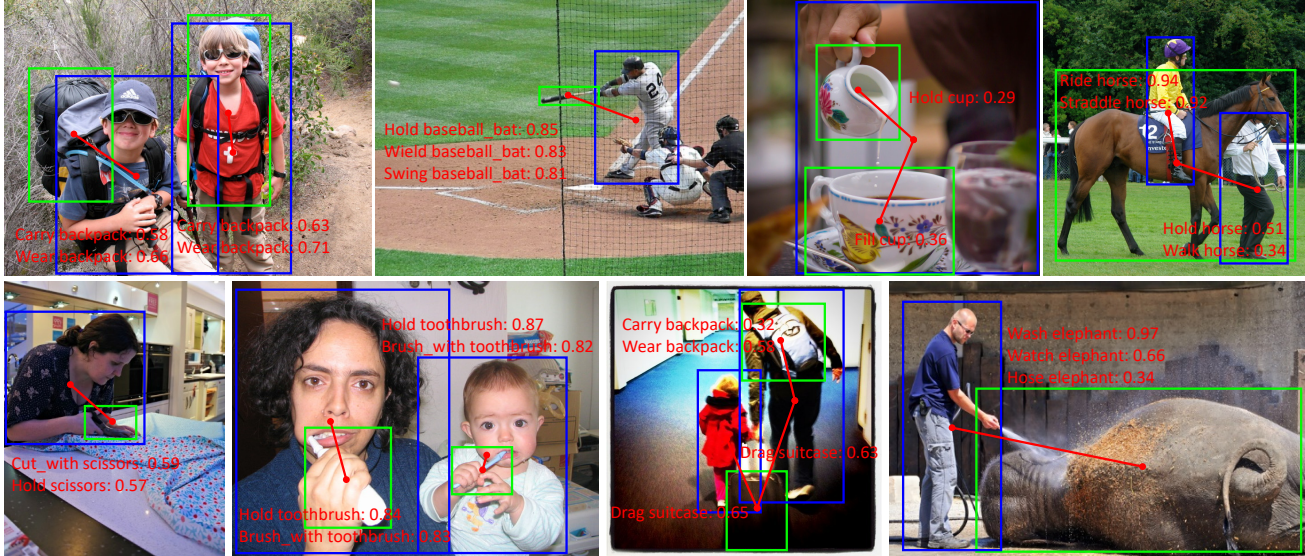 Carry backpack: 0.58
Wear backpack: 0.66
Carry backpack: 0.63
Wear backpack: 0.71
Hold baseball_bat: 0.85
Wield baseball_bat: 0.83
Swing baseball_bat: 0.81
2
Hold cup: 0.29
Fill cup: 0.36
Ride horse: 0.94
Straddle horse: 0.92
12
Invest
Hold horse: 0.51
Walk horse: 0.34
Cut_with scissors: 0.59
Hold scissors: 0.57
Hold toothbrush: 0.87
Brush_with toothbrush: 0.82
Hold toothbrush: 0.84
Brush_with toothbrush: 0.83
Carry backpack: 0.32
Wear backpack:
Drag suitcase: 0.63
Drag suitcase: 0.65
Wash elephant: 0.97
Watch elephant: 0.66
Hose elephant: 0.34